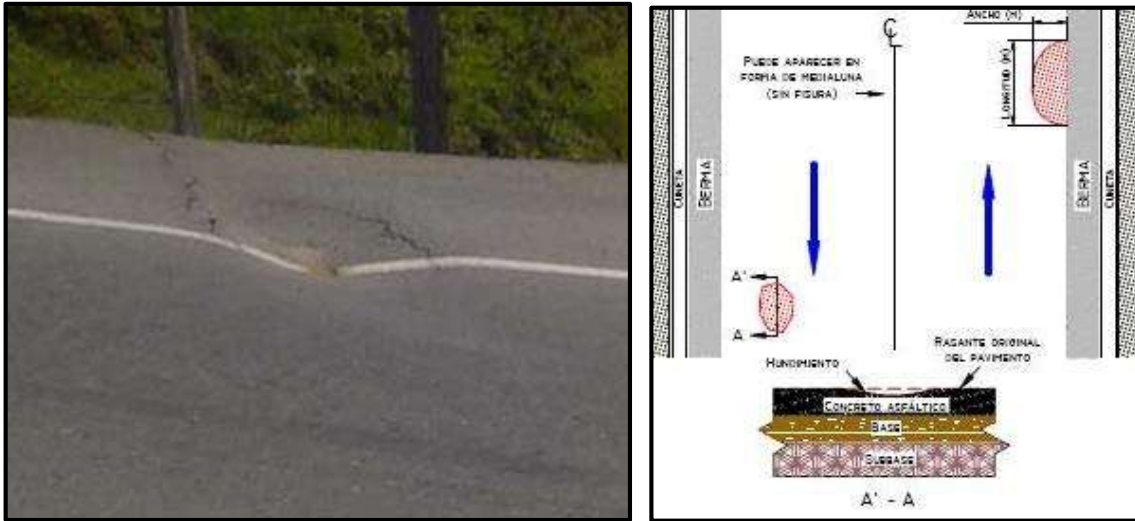 ANCHO (M)
℄
PUEDE APARECER EN
FORMA DE MEDIALUNA
(SIN FISURA)
LONGITUD (M)
CUNETA
BERMA
BERMA
CUNETA
A'
A
HUNDIMIENTO
RASANTE ORIGINAL
DEL PAVIMENTO
CONCRETO ASFÁLTICO
BASE
SUBBASE
A' - A